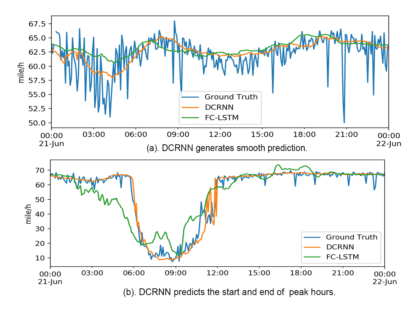 67.5
65.0
62.5
60.0
57.5
55.0
52.5
50.0
mile/h
Ground Truth
DCRNN
FC-LSTM
00:00 03:00 06:00 09:00 12:00 15:00 18:00 21:00 00:00
21-Jun 22-Jun
(a). DCRNN generates smooth prediction.
70
60
50
40
30
20
10
mile/h
Ground Truth
DCRNN
FC-LSTM
00:00 03:00 06:00 09:00 12:00 15:00 18:00 21:00 00:00
21-Jun 22-Jun
(b). DCRNN predicts the start and end of peak hours.